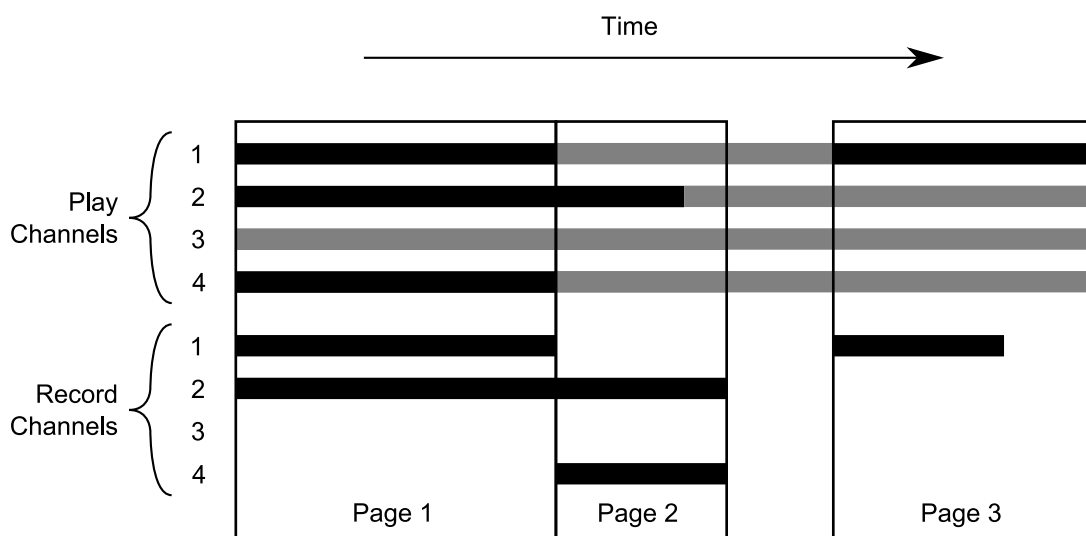 Time
Play
Channels
1
2
3
4
Record
Channels
1
2
3
4
Page 1
Page 2
Page 3